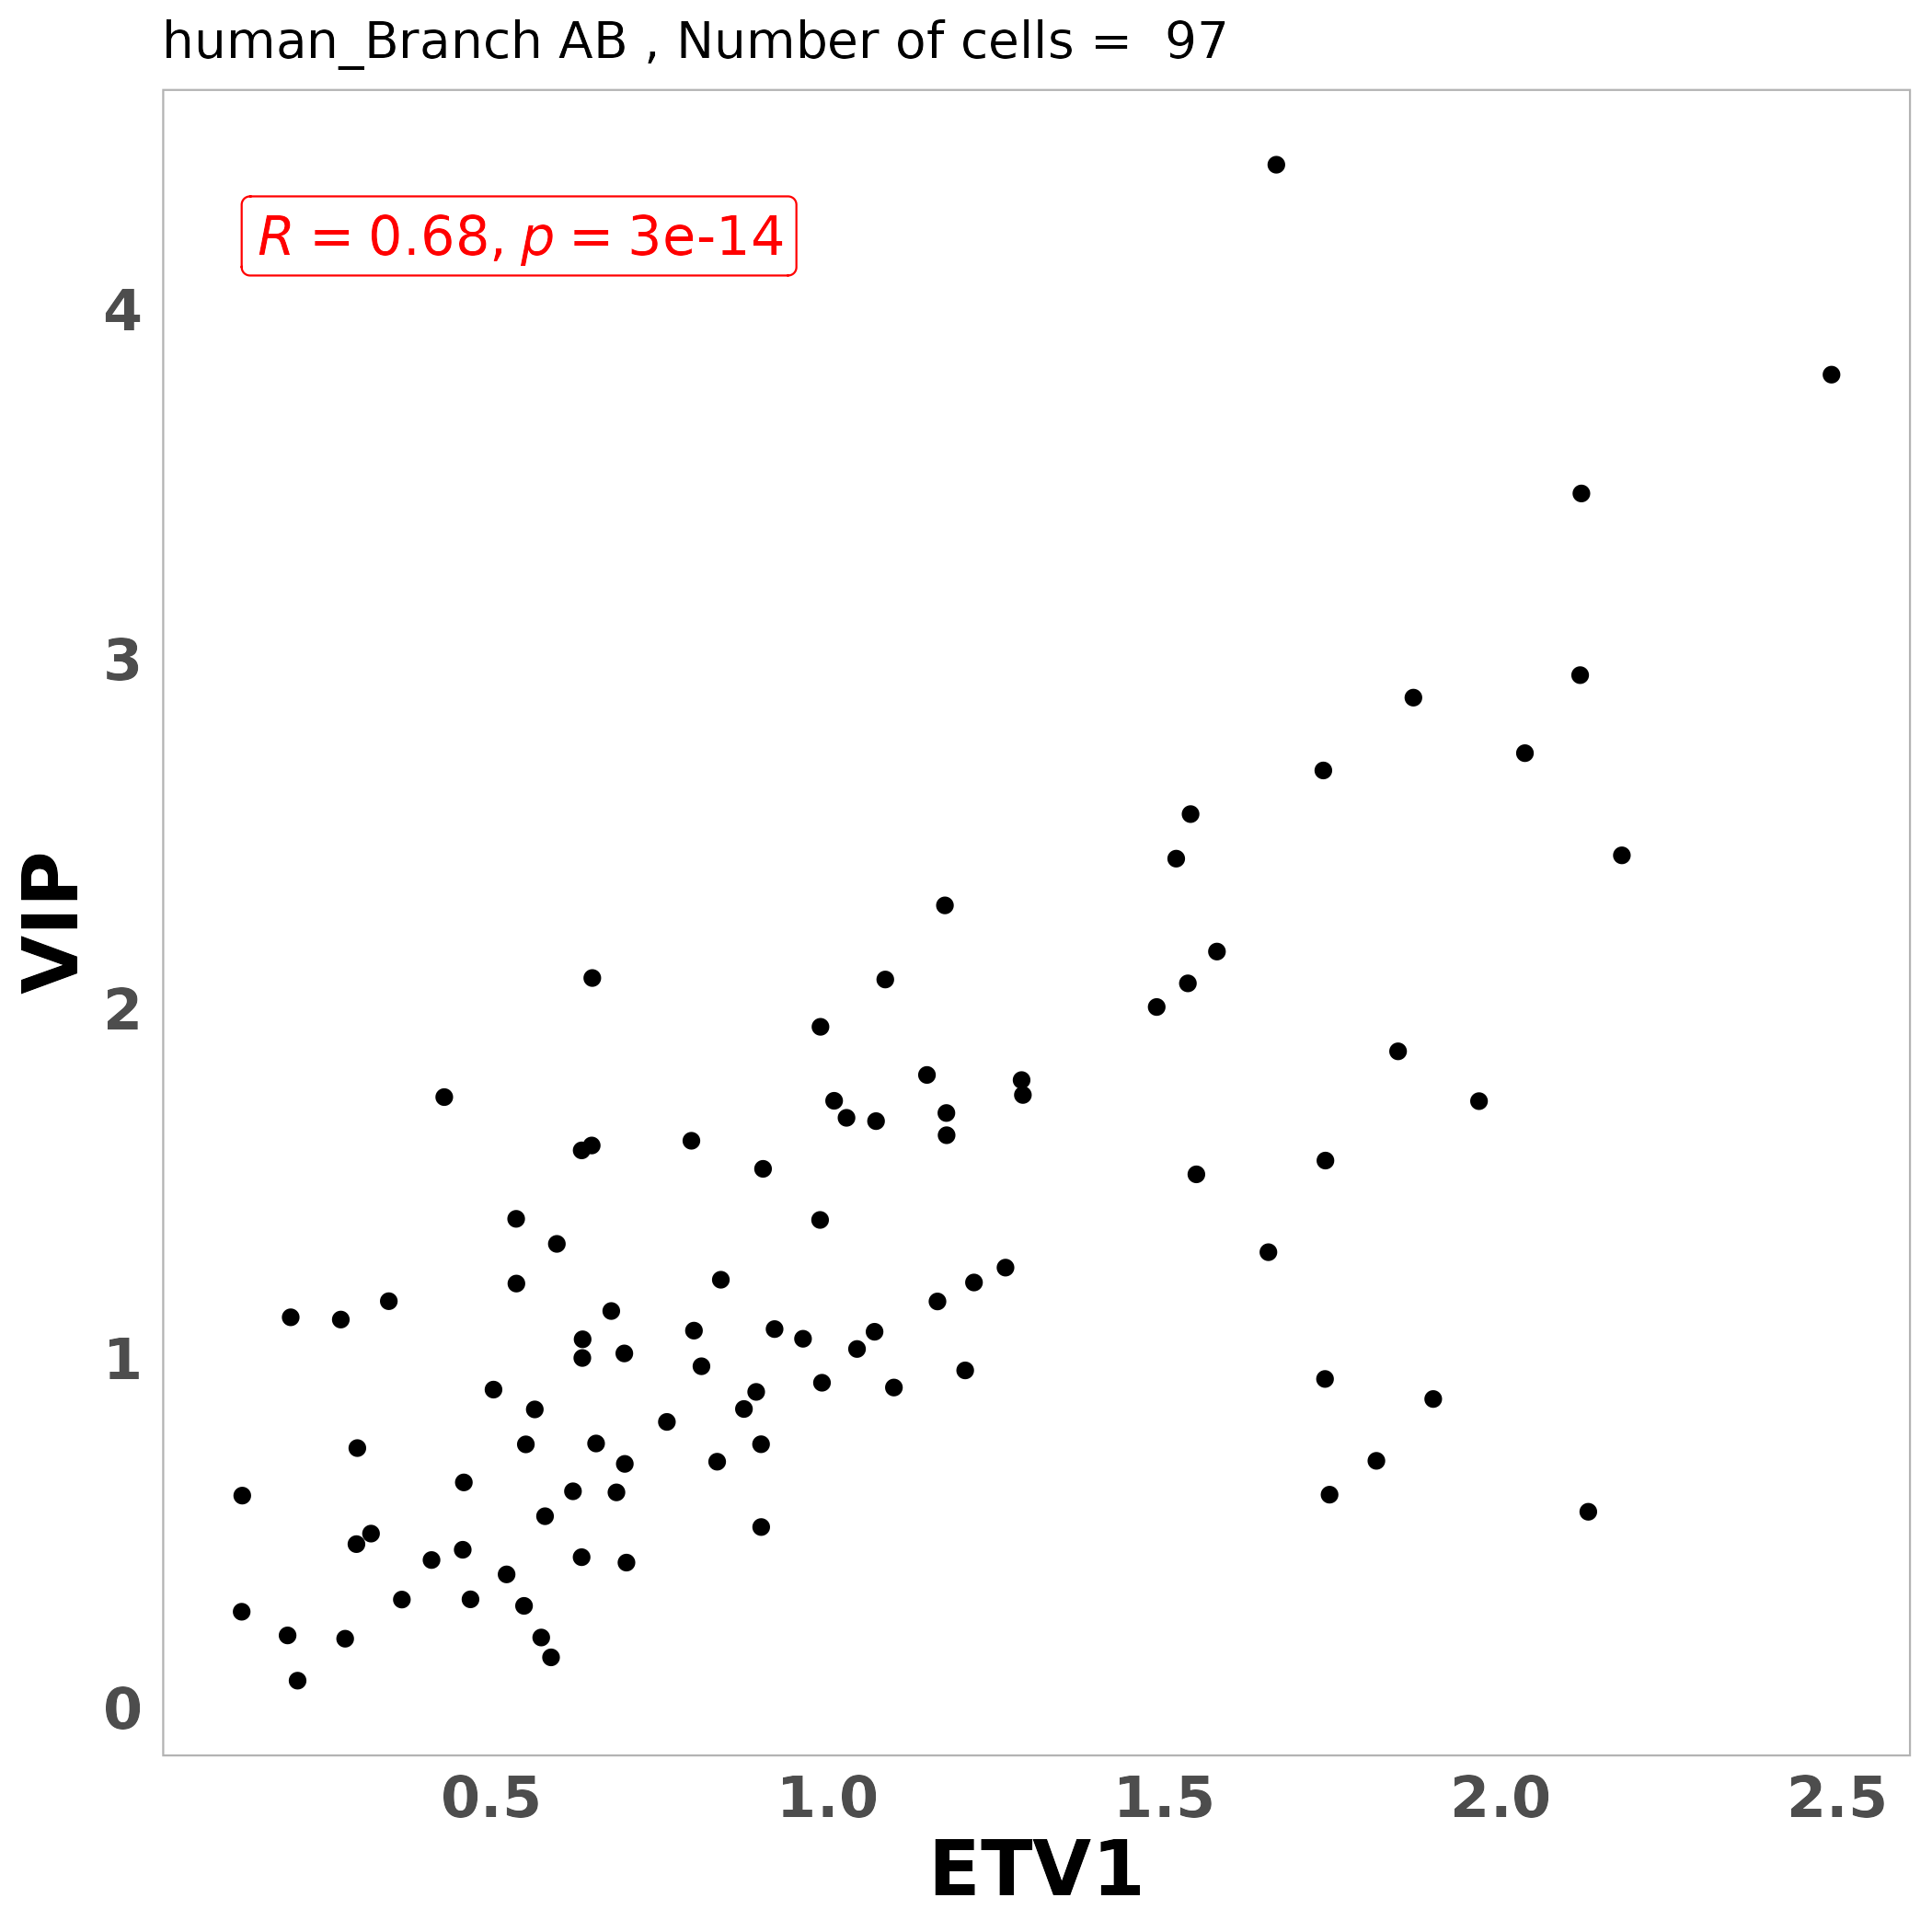 human_Branch AB , Number of cells =  97
R = 0.68, p = 3e-14
4
3
2
1
0
VIP
0.5 1.0 1.5 2.0 2.5
ETV1